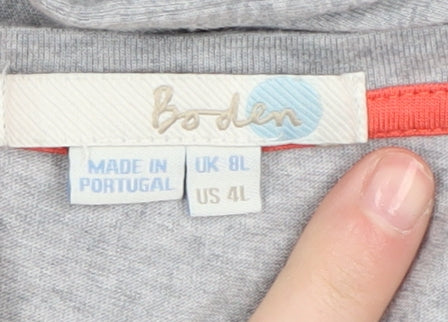 Boden
MADE IN
PORTUGAL
UK 8L
US 4L